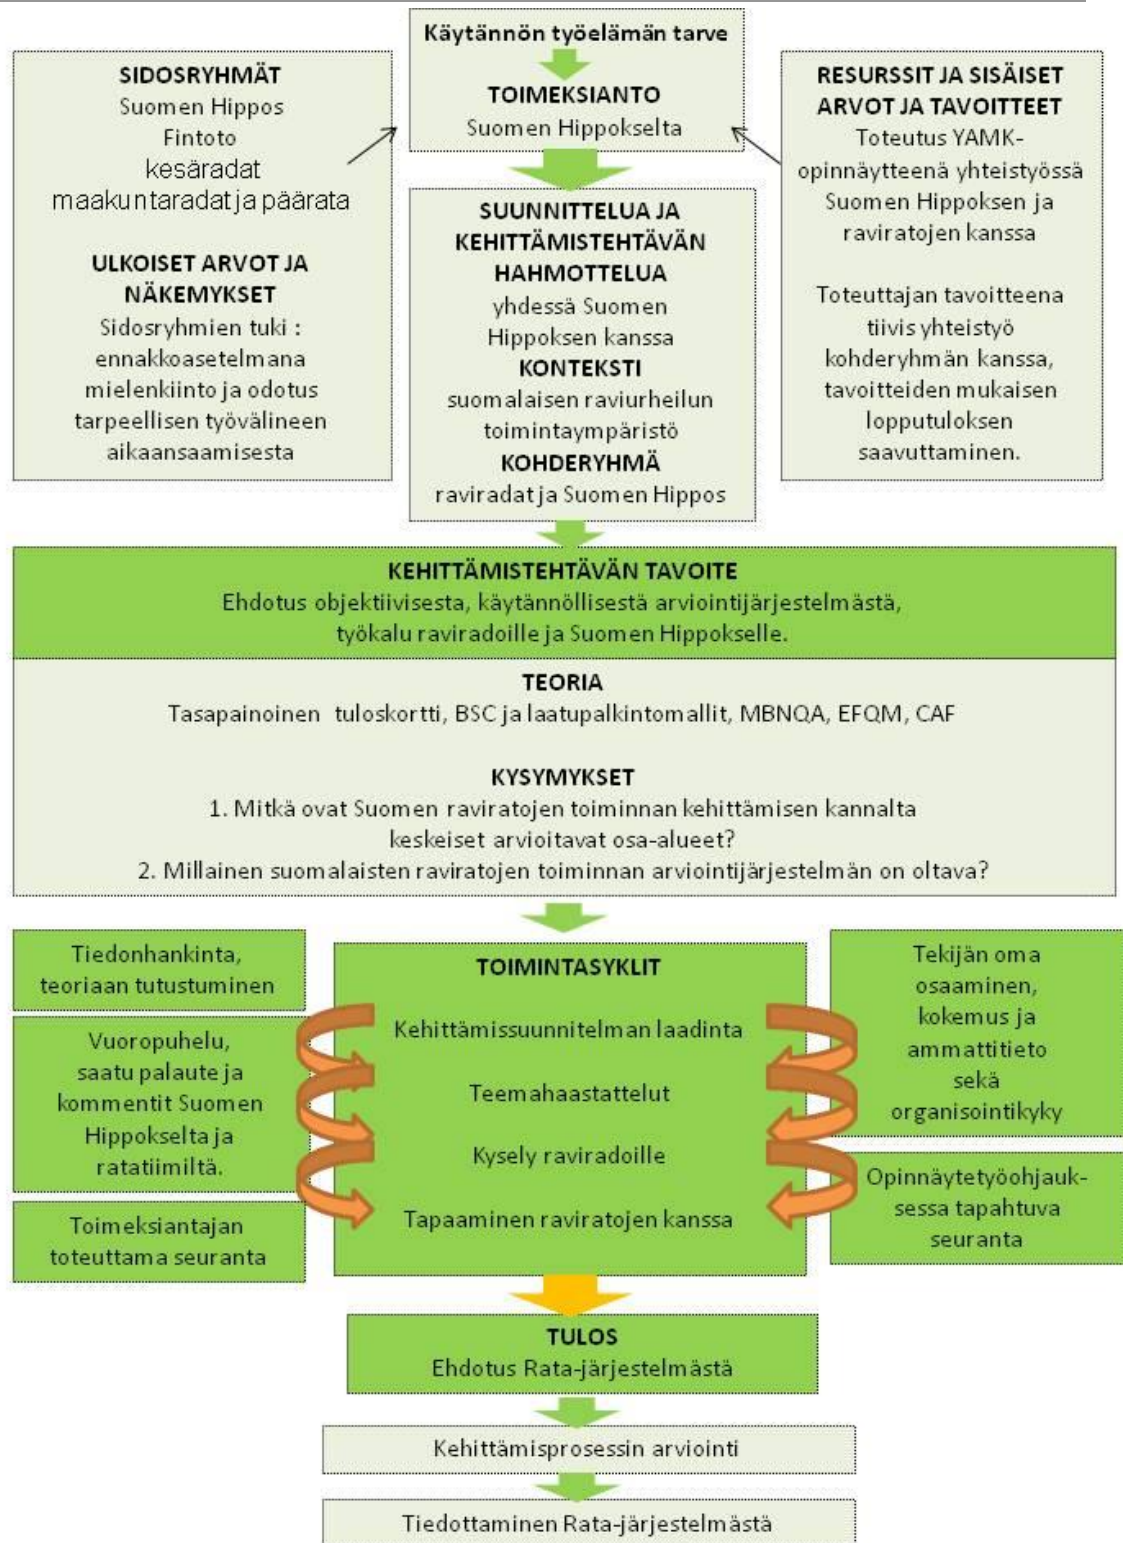 Käytännön työelämän tarve
TOIMEKSIANTO
Suomen Hippokselta
SIDOSRYHMÄT
Suomen Hippos
Fintoto
kesäradat
maakuntaradat ja päärata
ULKOISET ARVOT JA
NÄKEMYKSET
Sidosryhmien tuki :
ennakkoasetelmana
mielenkiinto ja odotus
tarpeellisen työvälineen
aikaansaamisesta
RESURSSIT JA SISÄISET
ARVOT JA TAVOITTEET
Toteutus YAMK-
opinnäytteenä yhteistyössä
Suomen Hippoksen ja
raviratojen kanssa
Toteuttajan tavoitteena
tiivis yhteistyö
kohderyhmän kanssa,
tavoitteiden mukaisen
lopputuloksen
saavuttaminen.
SUUNNITTELUA JA
KEHITTÄMISTEHTÄVÄN
HAHMOTTELUA
yhdessä Suomen
Hippoksen kanssa
KONTEKSTI
suomalaisen raviurheilun
toimintaympäristö
KOHDERYHMÄ
raviradat ja Suomen Hippos
KEHITTÄMISTEHTÄVÄN TAVOITE
Ehdotus objektiivisesta, käytännöllisestä arviointijärjestelmästä,
työkalu raviradoille ja Suomen Hippokselle.
TEORIA
Tasapainoinen tuloskortti, BSC ja laatupalkintomallit, MBNQA, EFQM, CAF
KYSYMYKSET
1. Mitkä ovat Suomen raviratojen toiminnan kehittämisen kannalta
keskeiset arvioitavat osa-alueet?
2. Millainen suomalaisten raviratojen toiminnan arviointijärjestelmän on oltava?
Tiedonhankinta,
teoriaan tutustuminen
Vuoropuhelu,
saatu palaute ja
kommentit Suomen
Hippokselta ja
ratatiimiltä.
Toimeksiantajan
toteuttama seuranta
TOIMINTASYKLIT
Kehittämissuunnitelman laadinta
Teemahaastattelut
Kysely raviradoille
Tapaaminen raviratojen kanssa
Tekijän oma
osaaminen,
kokemus ja
ammattitieto
sekä
organisointikyky
Opinnäytetyöohjauk-
sessa tapahtuva
seuranta
TULOS
Ehdotus Rata-järjestelmästä
Kehittämisprosessin arviointi
Tiedottaminen Rata-järjestelmästä